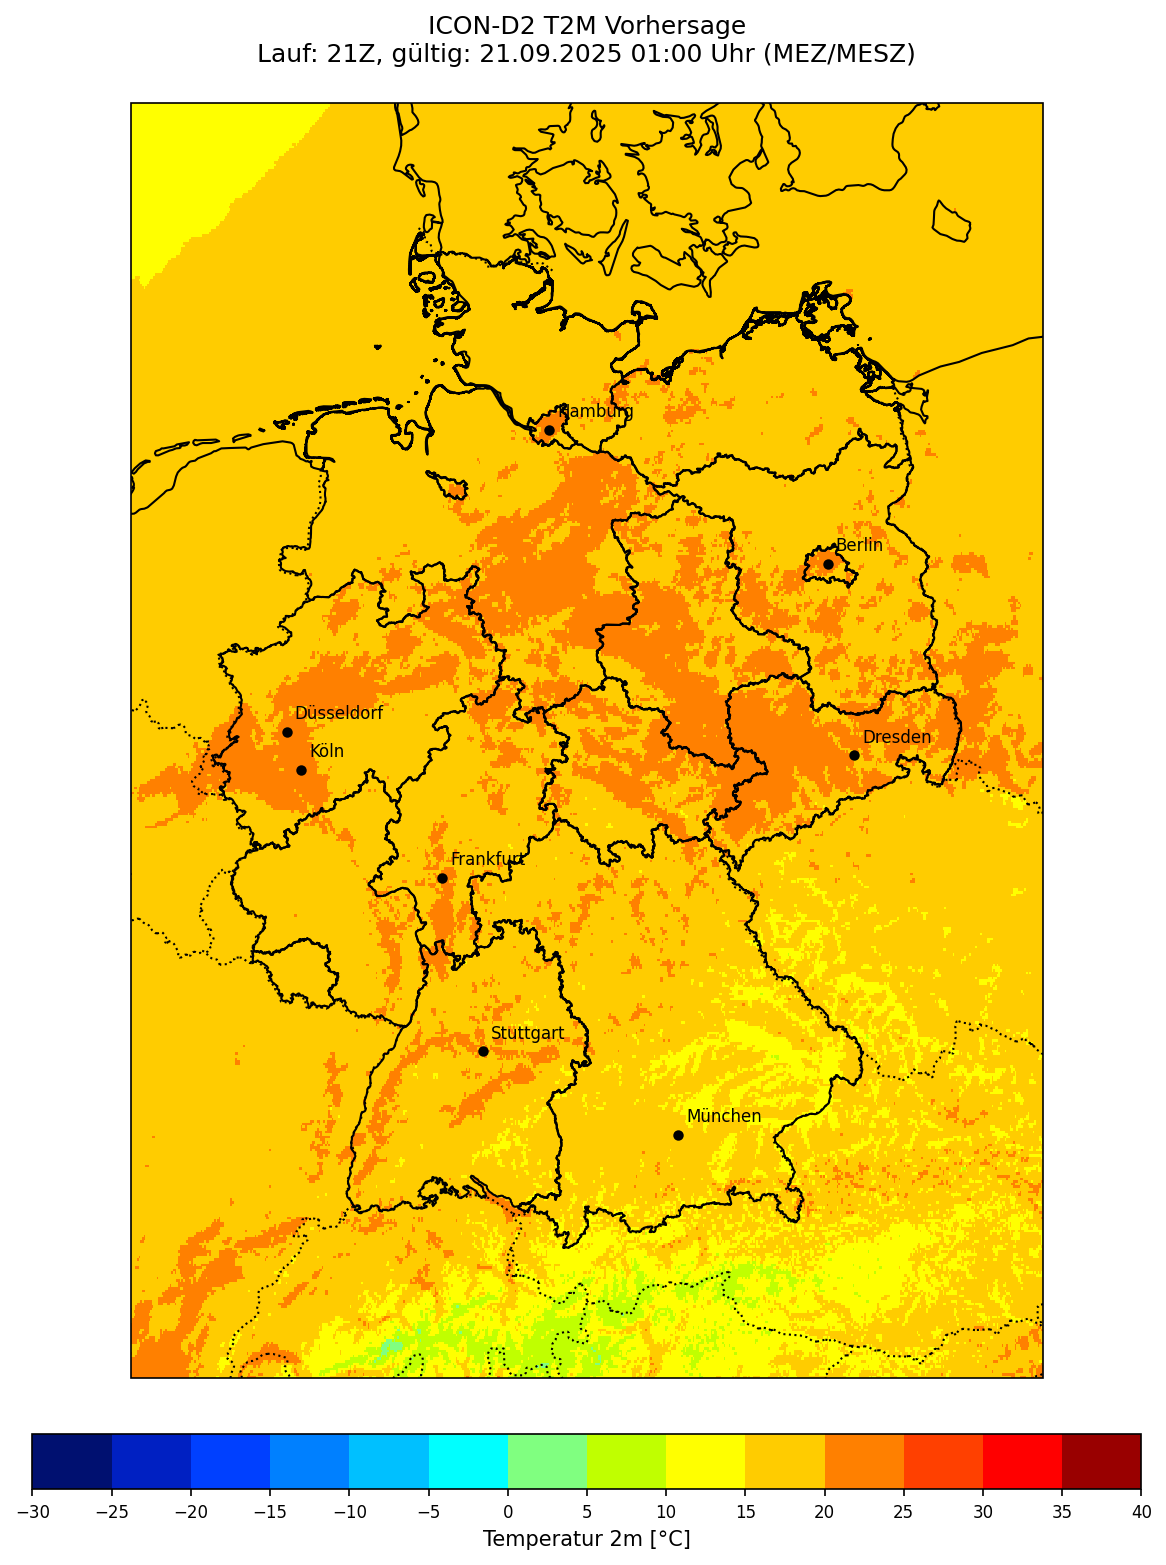 ICON-D2 T2M Vorhersage
Lauf: 21Z, gültig: 21.09.2025 01:00 Uhr (MEZ/MESZ)
Hamburg
Berlin
Düsseldorf
Dresden
Köln
Frankfurt
Stuttgart
München
−30 −25 −20 −15 −10 −5 0 5 10 15 20 25 30 35 40
Temperatur 2m [°C]